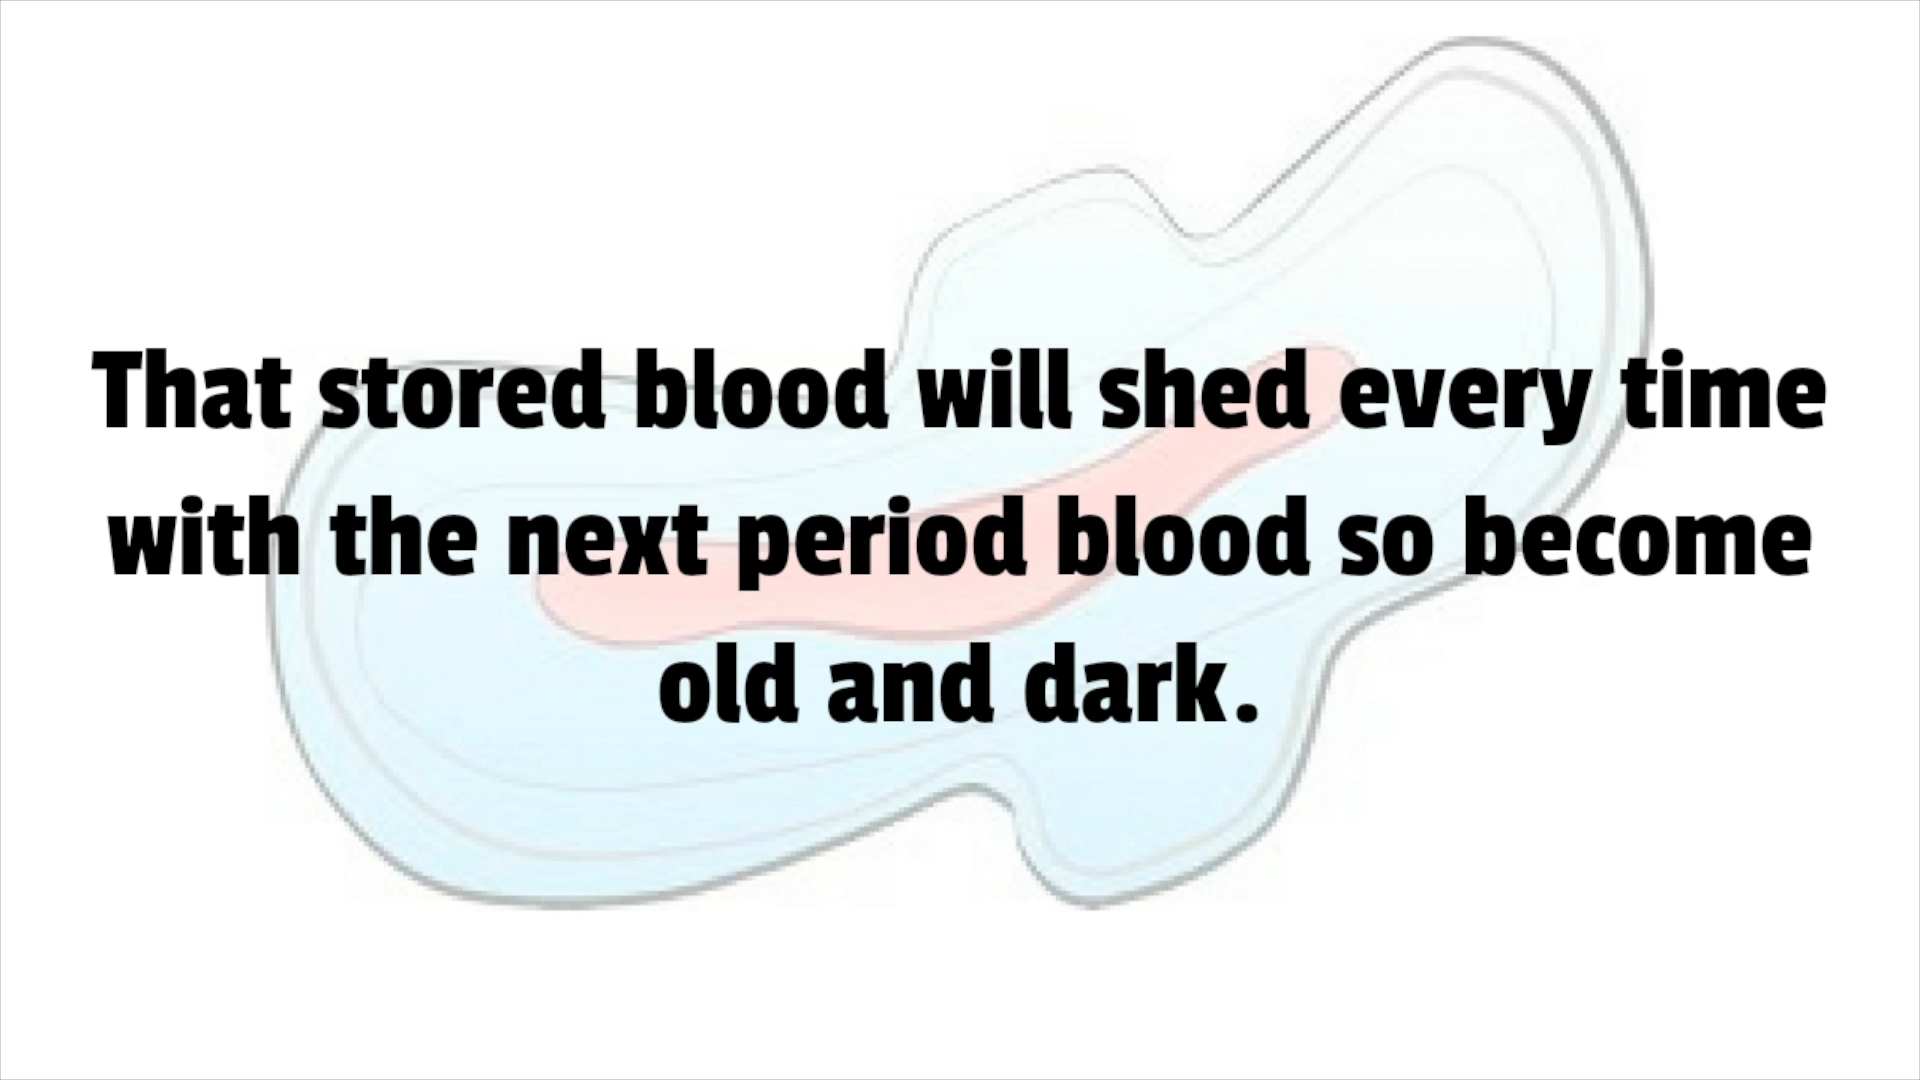 That stored blood will shed every time
with the next period blood so become
old and dark.